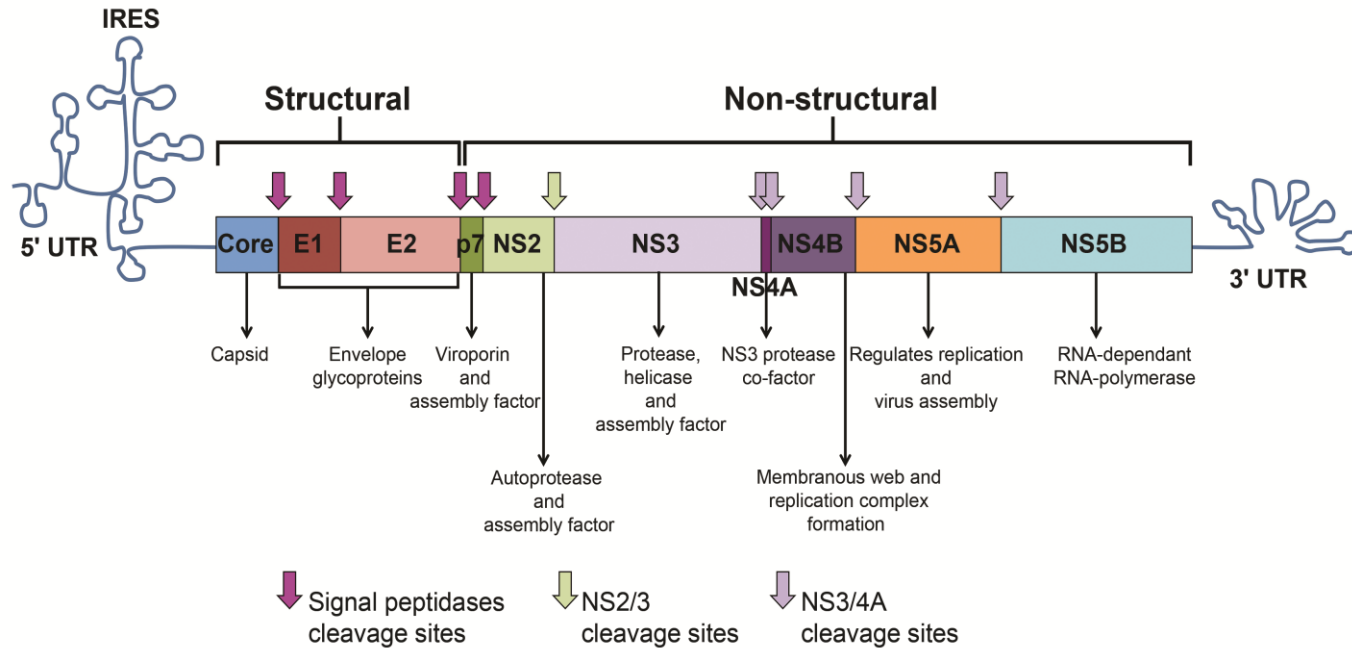 IRES
Structural
Non-structural
5' UTR
Core
E1
E2
p7
NS2
NS3
NS4A
NS4B
NS5A
NS5B
3' UTR
Capsid
Envelope
glycoproteins
Viroporin
and
assembly factor
Protease,
helicase
and
assembly factor
NS3 protease
co-factor
Regulates replication
and
virus assembly
RNA-dependant
RNA-polymerase
Autoprotease
and
assembly factor
Membranous web and
replication complex
formation
Signal peptidases
cleavage sites
NS2/3
cleavage sites
NS3/4A
cleavage sites